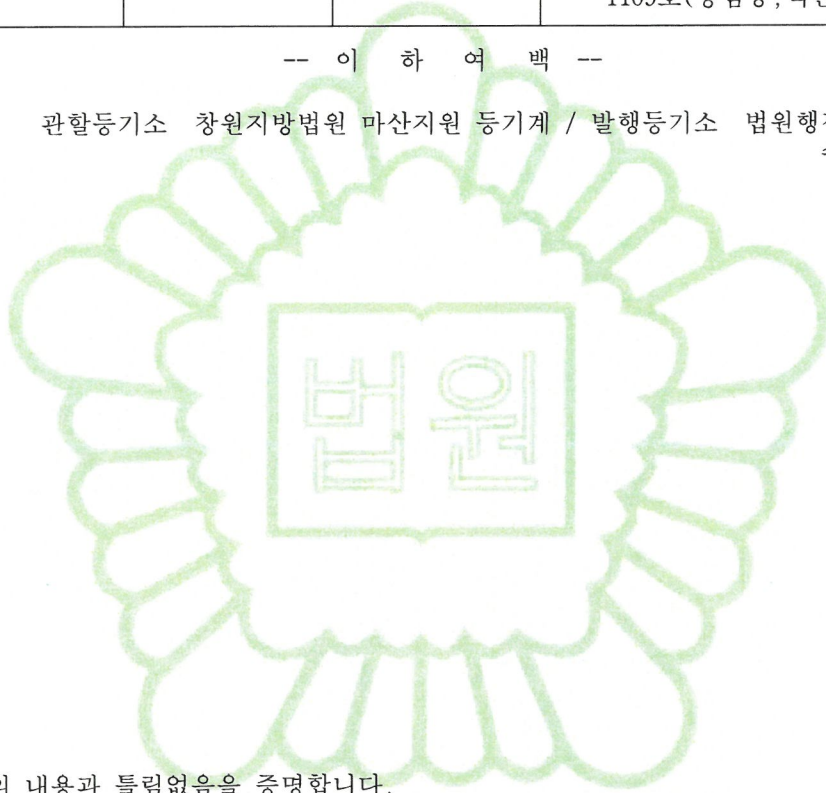 -- 이 하 여 백 --
관할등기소 창원지방법원 마산지원 등기계 / 발행등기소 법원행
법원
내용과 틀림없음을 증명합니다.